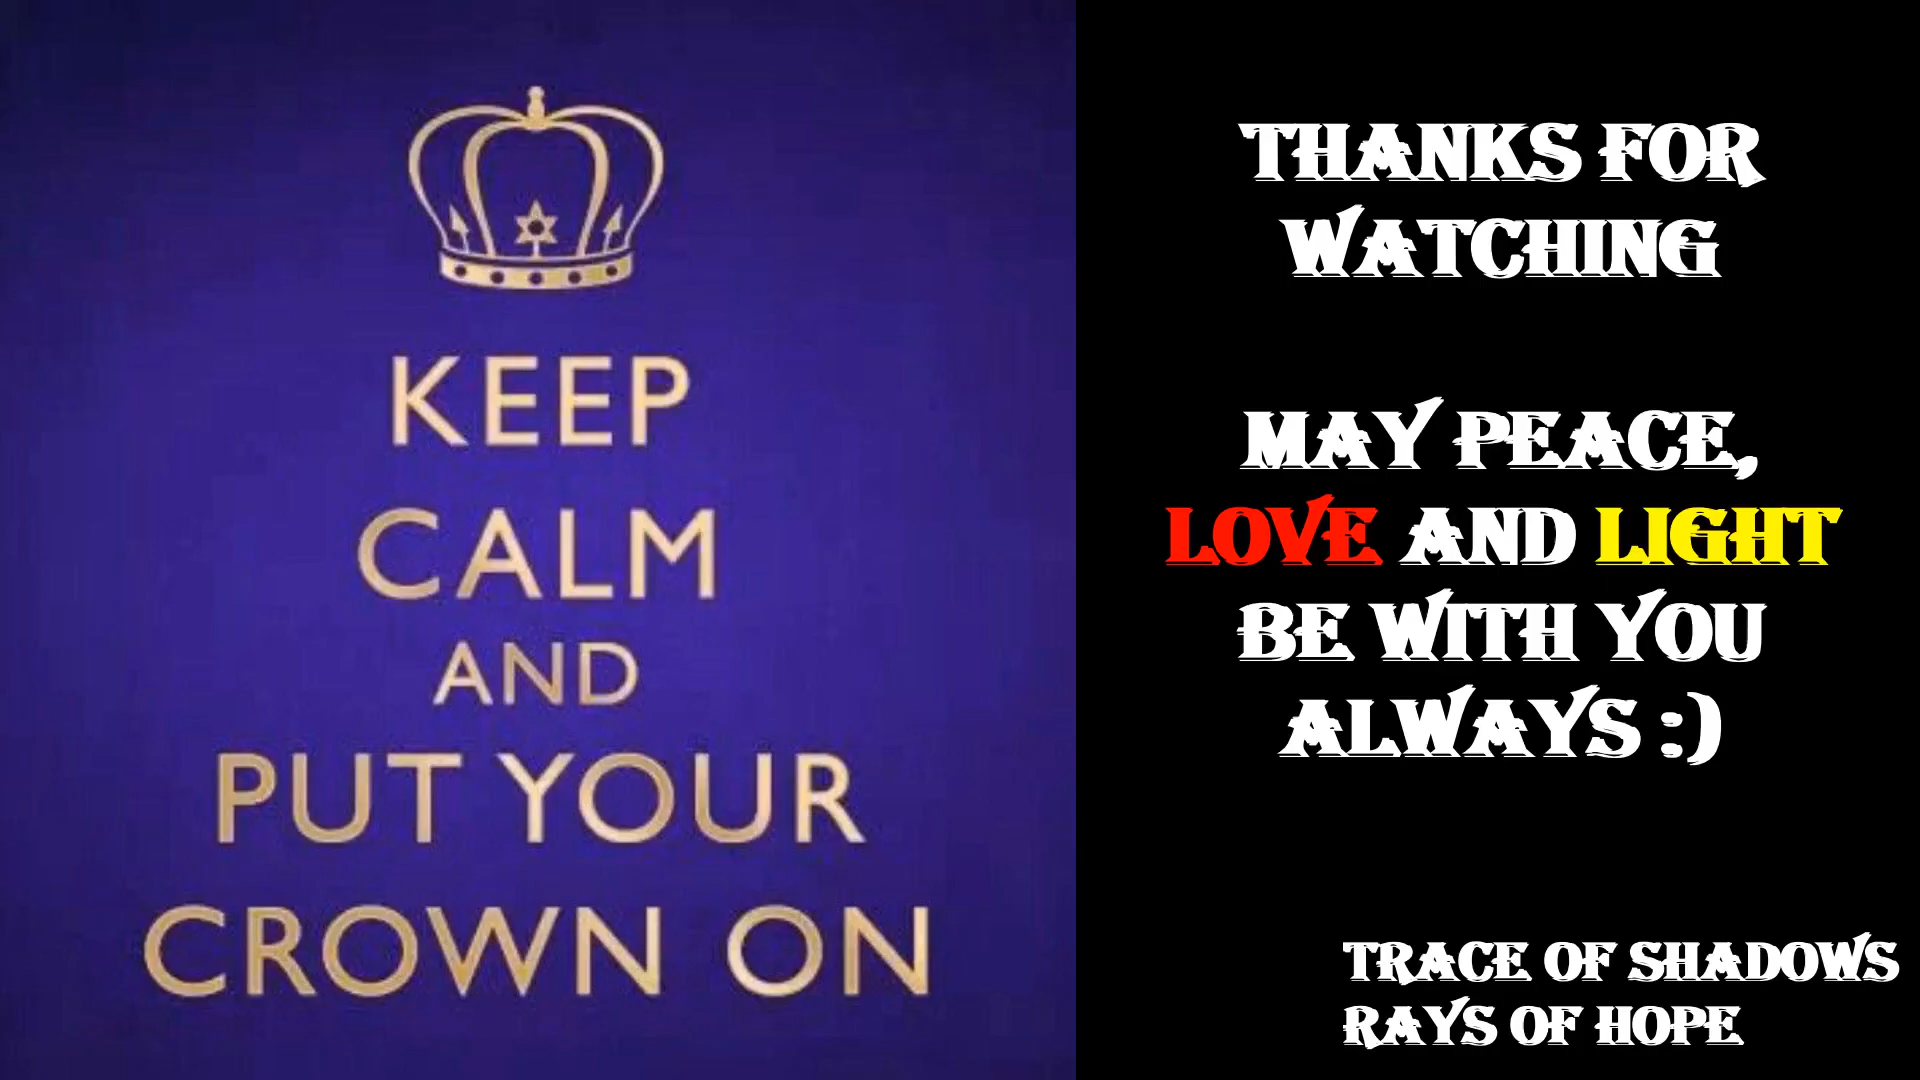 KEEP
CALM
AND
PUT YOUR
CROWN ON
THANKS FOR
WATCHING
MAY PEACE,
LOVE AND LIGHT
BE WITH YOU
ALWAYS :)
TRACE OF SHADOWS
RAYS OF HOPE